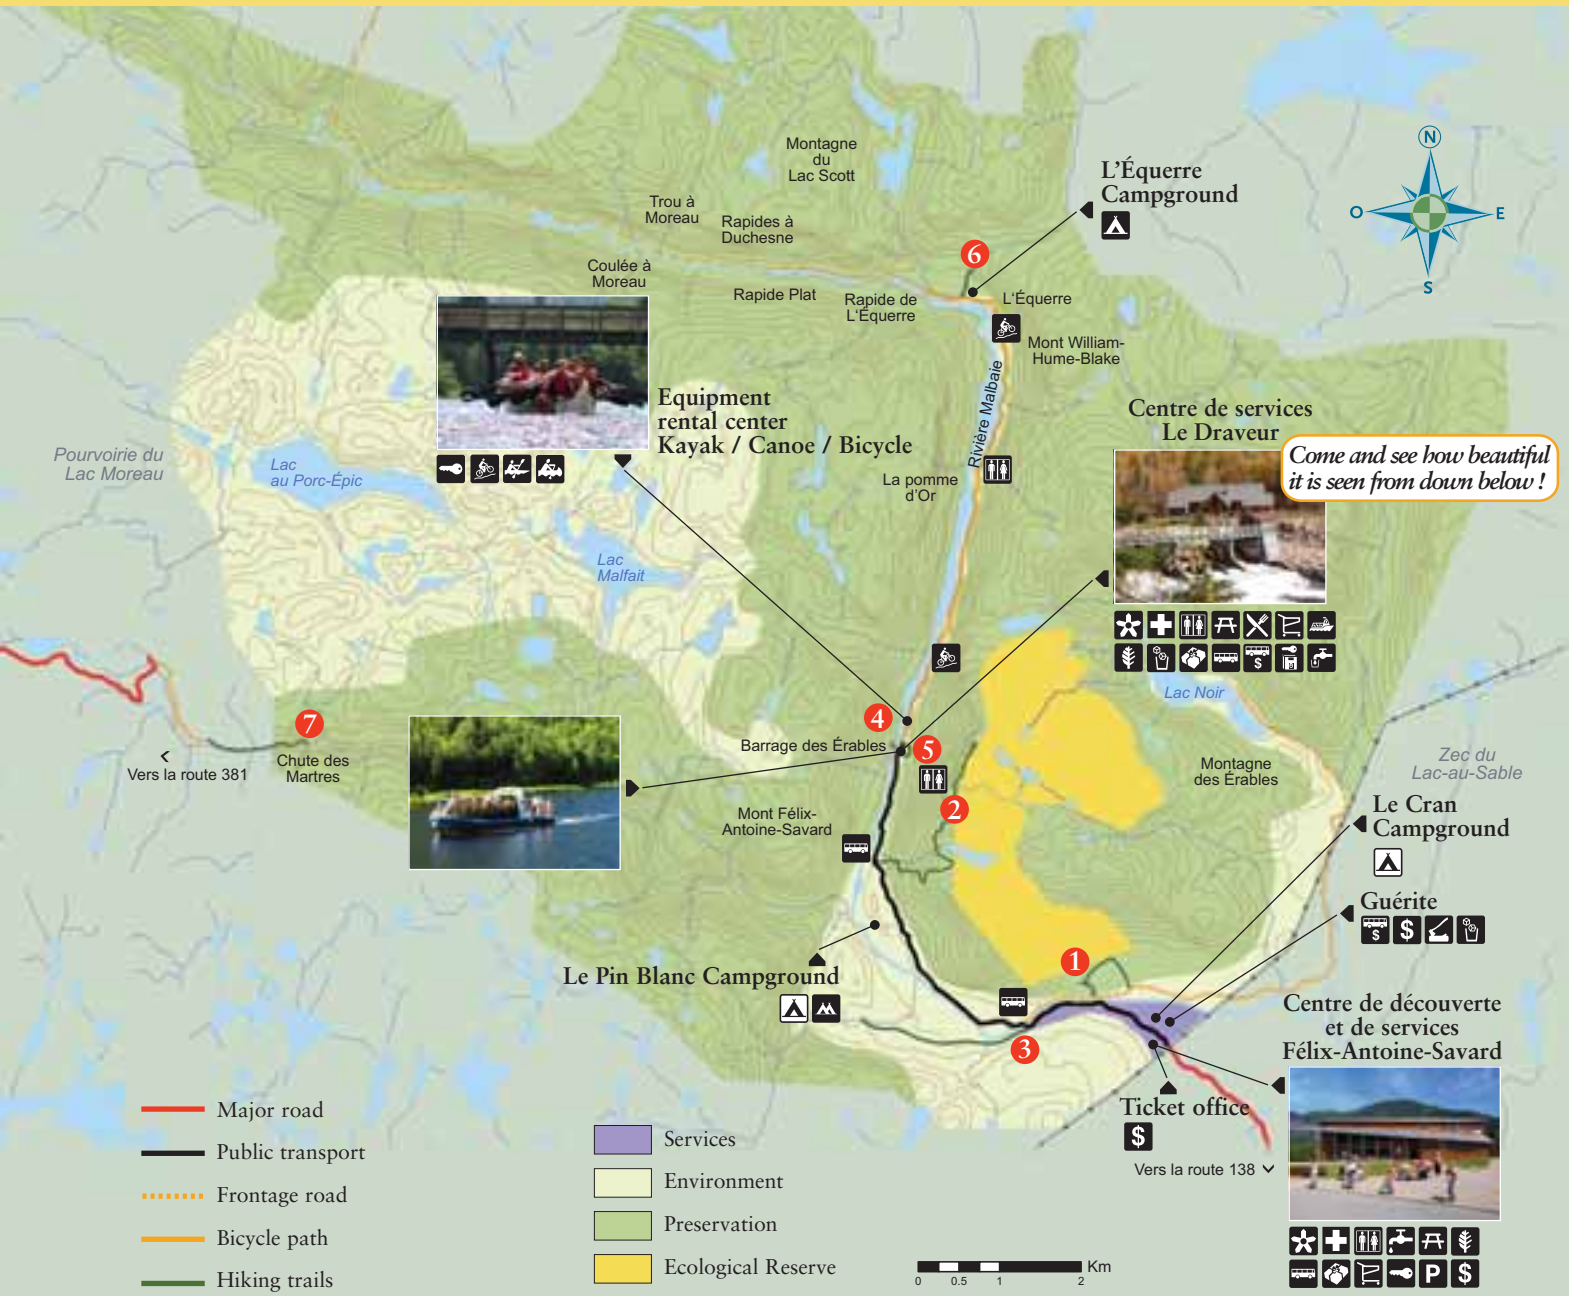 N
O
E
S
Montagne
du
Lac Scott
L'Équerre
Campground
Trou à
Moreau
Rapides à
Duchesne
6
Coulée à
Moreau
Rapide Plat
Rapide de
L'Équerre
L'Équerre
Mont William-
Hume-Blake
Equipment
rental center
Kayak / Canoe / Bicycle
Rivière Malbaie
Centre de services
Le Draveur
Come and see how beautiful
it is seen from down below !
Pourvoirie du
Lac Moreau
Lac
au Porc-Épic
La pomme
d'Or
Lac
Malfait
$
Lac Noir
4
7
Chute des
Martres
Vers la route 381
Barrage des Érables
5
Montagne
des Érables
Zec du
Lac-au-Sable
2
Mont Félix-
Antoine-Savard
Le Cran
Campground
Guérite
$ $
1
Le Pin Blanc Campground
3
Centre de découverte
et de services
Félix-Antoine-Savard
Ticket office
$
Vers la route 138
P $
Major road
Public transport
Frontage road
Bicycle path
Hiking trails
Services
Environment
Preservation
Ecological Reserve
Km
0 0.5 1 2